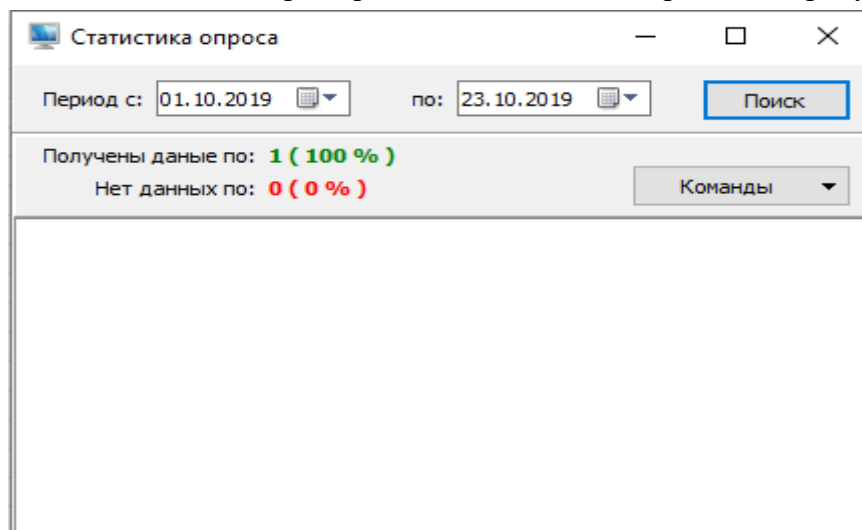 Статистика опроса
Период с: 01.10.2019 по: 23.10.2019 Поиск
Получены даные по: 1 ( 100 % )
Нет данных по: 0 ( 0 % ) Команды